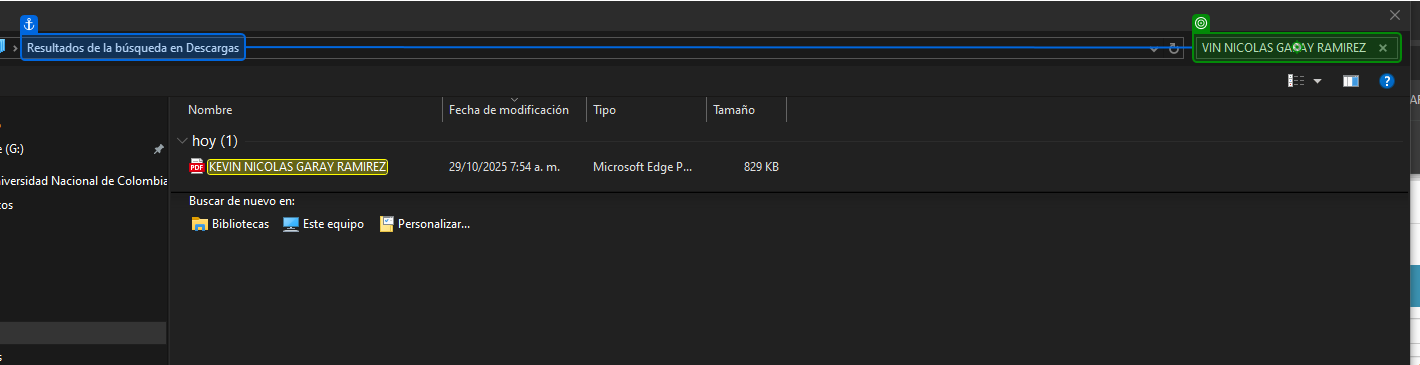 Resultados de la búsqueda en Descargas
VIN NICOLAS GARAY RAMIREZ
Nombre
Fecha de modificación
Tipo
Tamaño
e (G:)
hoy (1)
KEVIN NICOLAS GARAY RAMIREZ
29/10/2025 7:54 a. m.
Microsoft Edge P...
829 KB
niversidad Nacional de Colombia
tos
Buscar de nuevo en:
Bibliotecas
Este equipo
Personalizar...